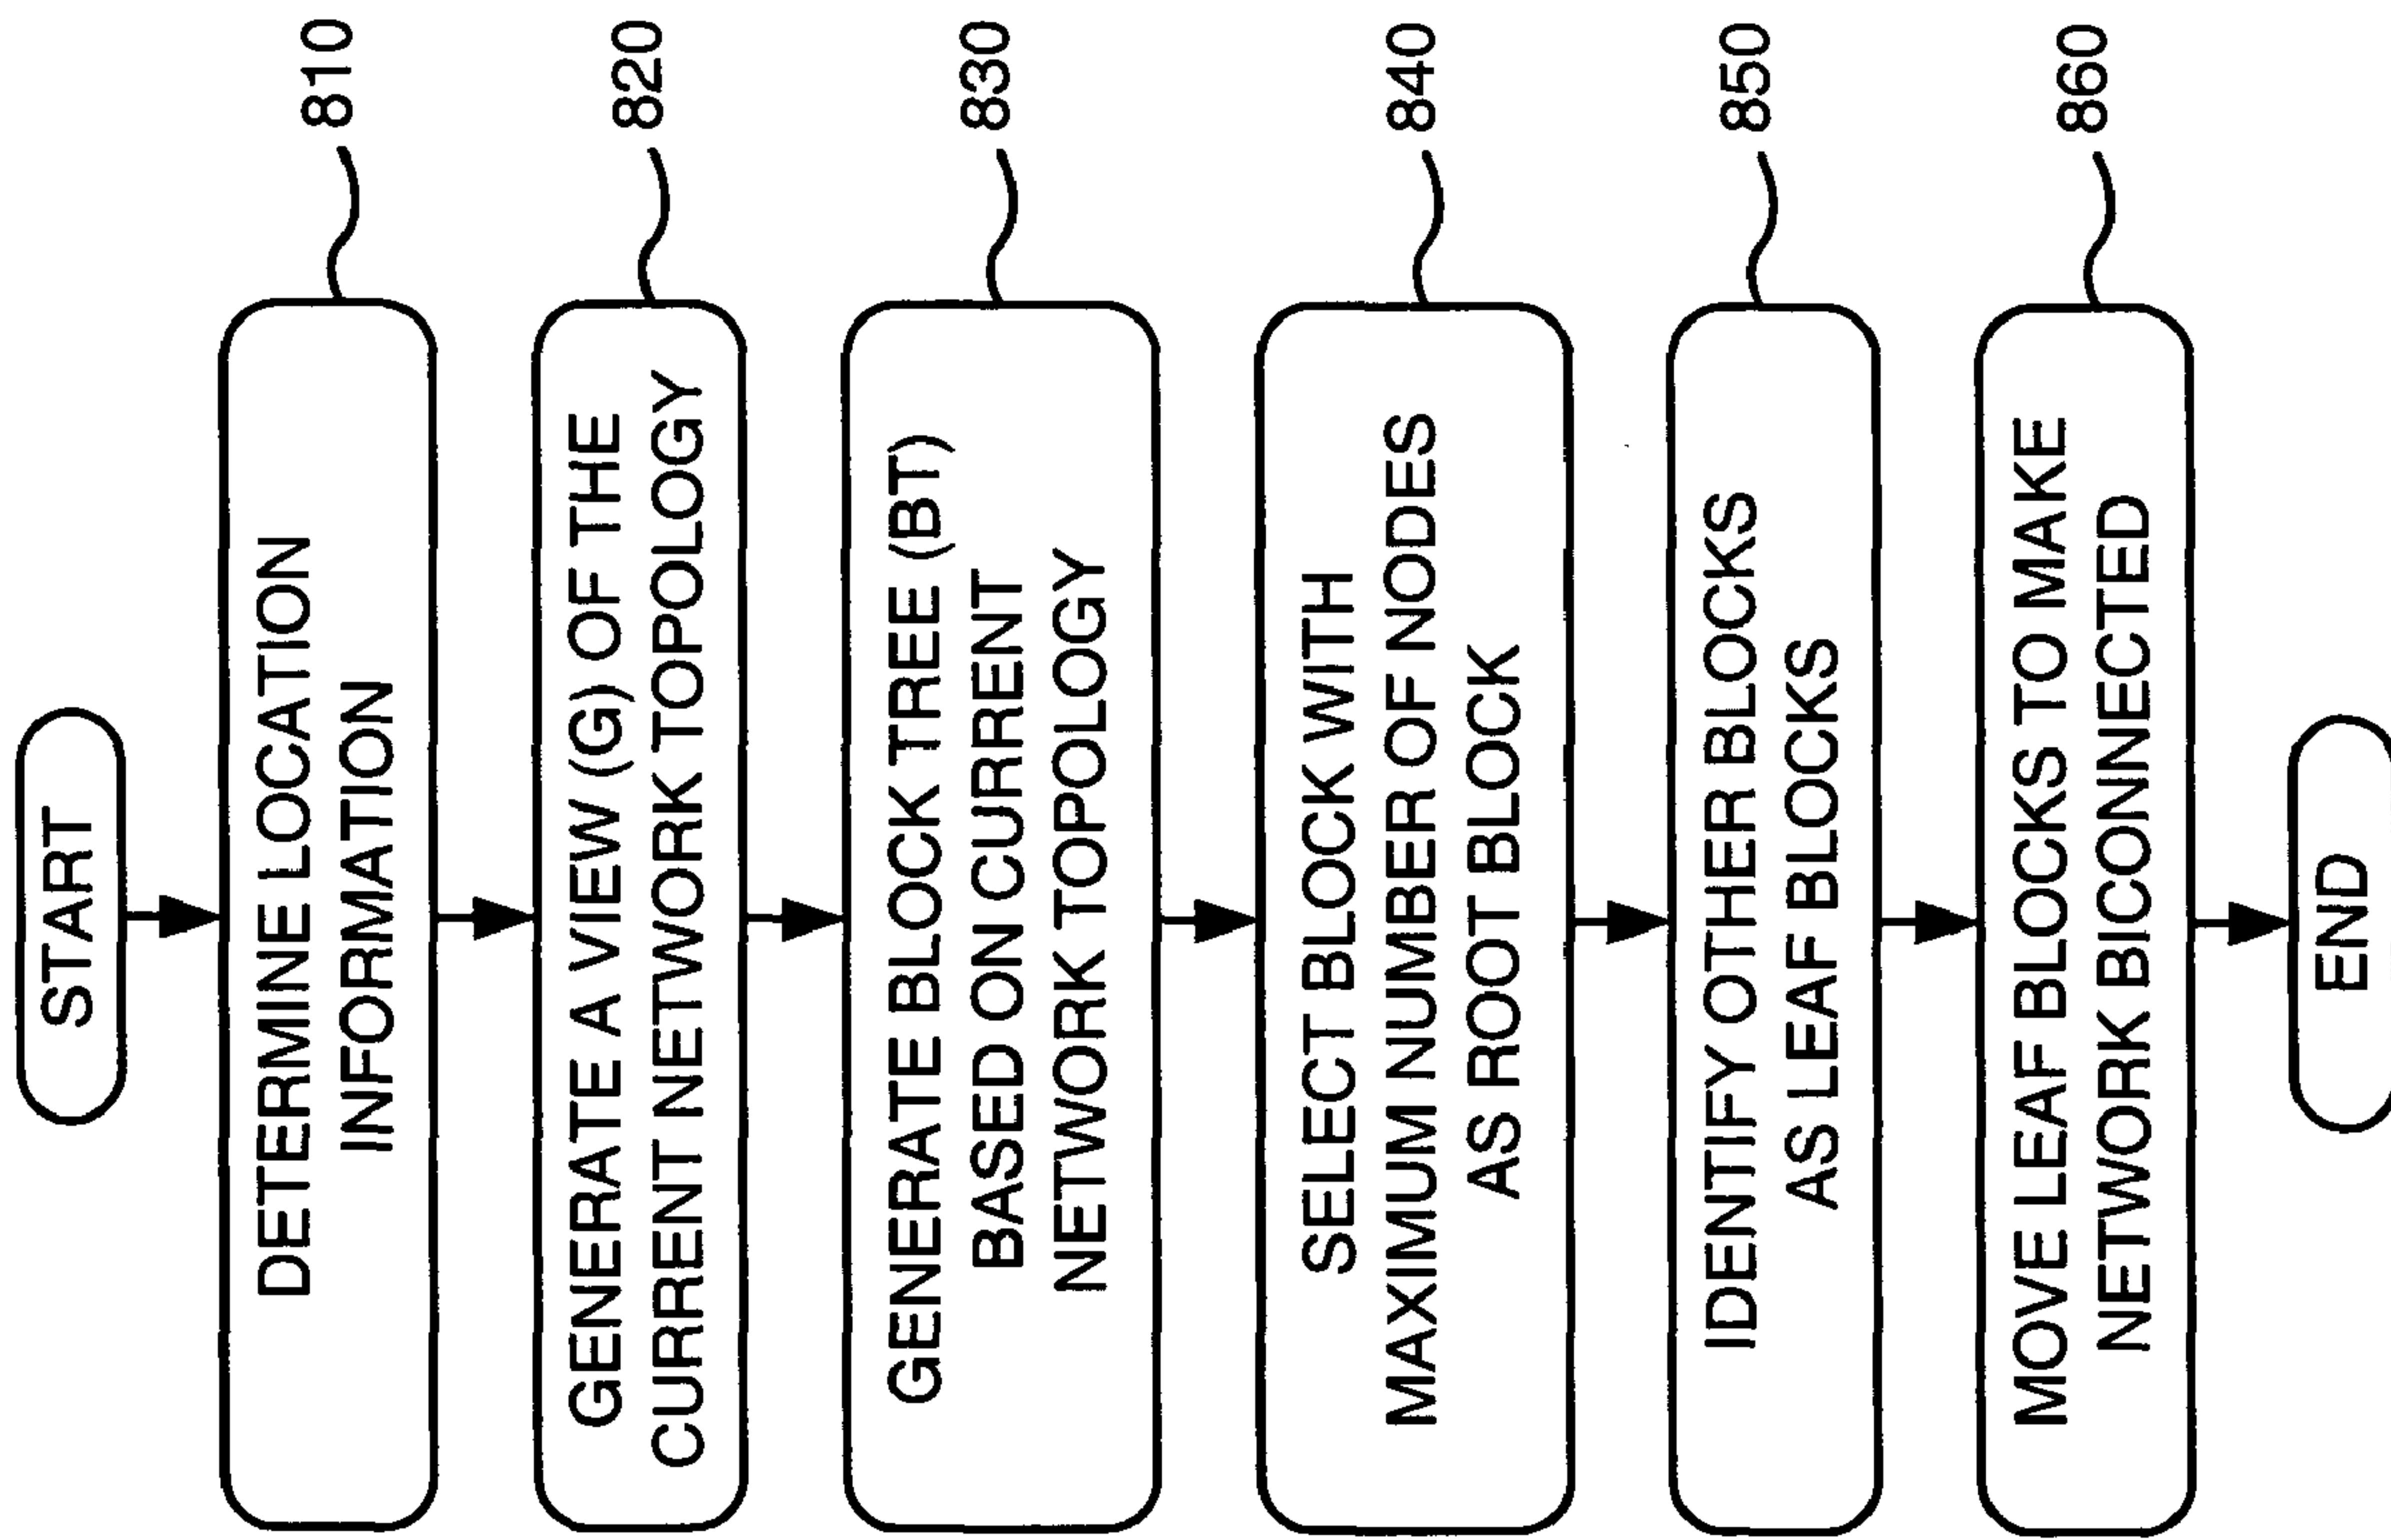 START
DETERMINE LOCATION
INFORMATION
810
GENERATE A VIEW (G) OF THE
CURRENT NETWORK TOPOLOGY
820
GENERATE BLOCK TREE (BT)
BASED ON CURRENT
NETWORK TOPOLOGY
830
SELECT BLOCK WITH
MAXIMUM NUMBER OF NODES
AS ROOT BLOCK
840
IDENTIFY OTHER BLOCKS
AS LEAF BLOCKS
850
MOVE LEAF BLOCKS TO MAKE
NETWORK BICONNECTED
860
END